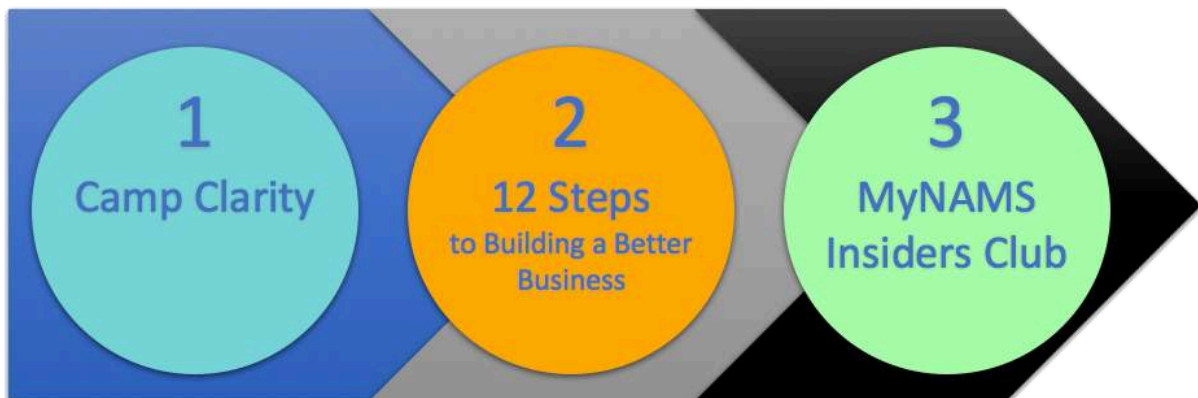 1
Camp Clarity
2
12 Steps
to Building a Better
Business
3
MyNAMS
Insiders Club